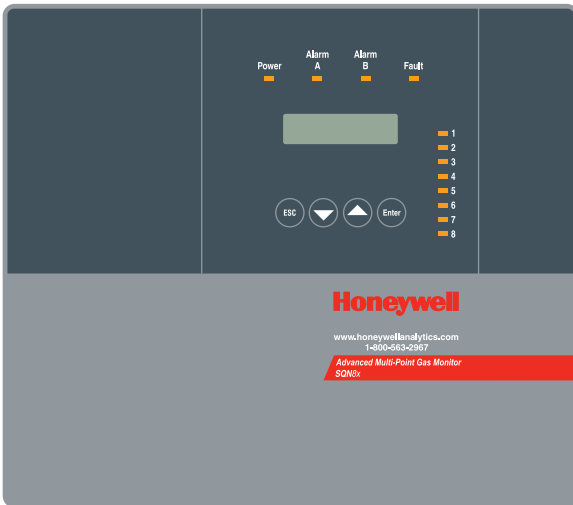 Alarm Alarm
Power A B Fault
1
2
3
4
5
6
7
8
ESC Enter
Honeywell
www.honeywellanalytics.com
1-800-563-2967
Advanced Multi-Point Gas Monitor
SQN8x